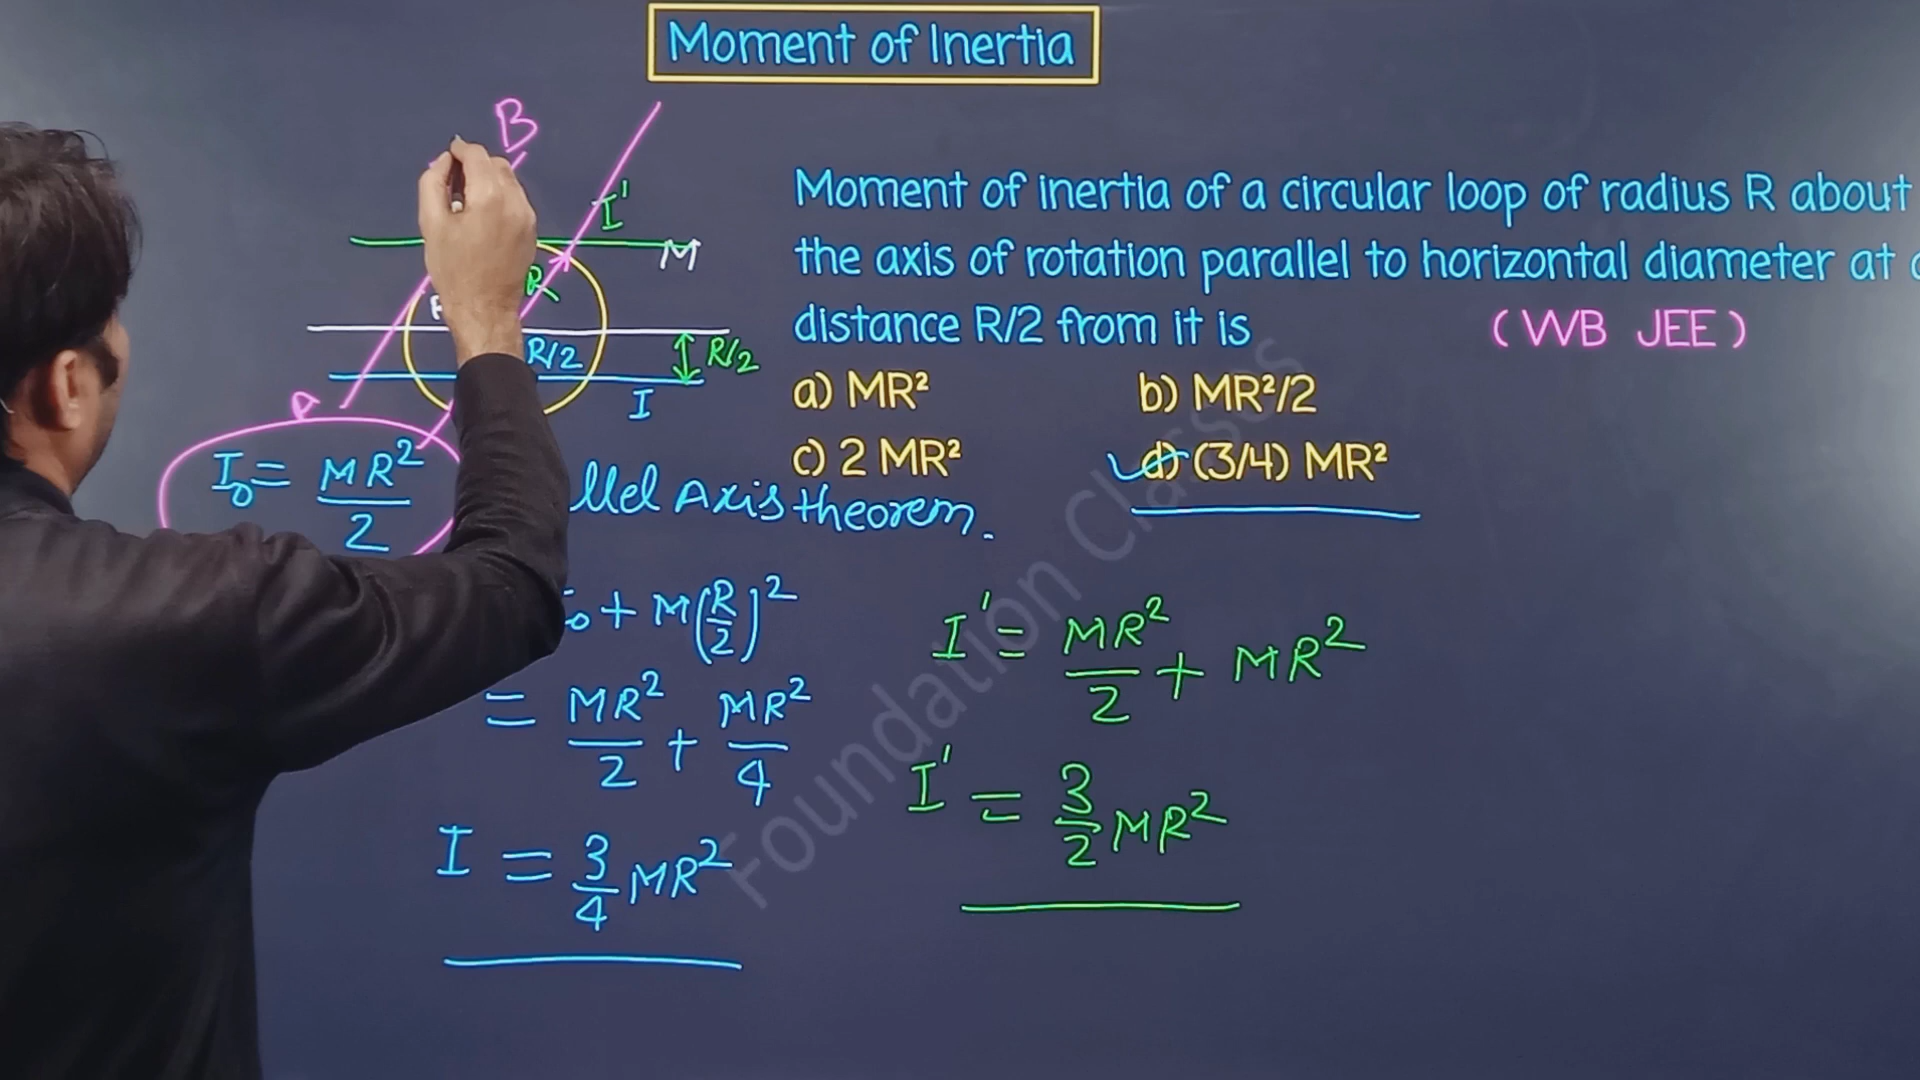 Moment of Inertia
B
I'
M
R
R/2
R/2
I
A
I₀ = MR²/2
Moment of inertia of a circular loop of radius R about
the axis of rotation parallel to horizontal diameter at
distance R/2 from it is
(WB JEE)
a) MR²
b) MR²/2
c) 2 MR²
d) (3/4) MR²
llel Axis theorem.
₀ + M(R/2)²
= MR²/2 + MR²/4
I = 3/4 MR²
I' = MR²/2 + MR²
I' = 3/2 MR²
Foundation Classes